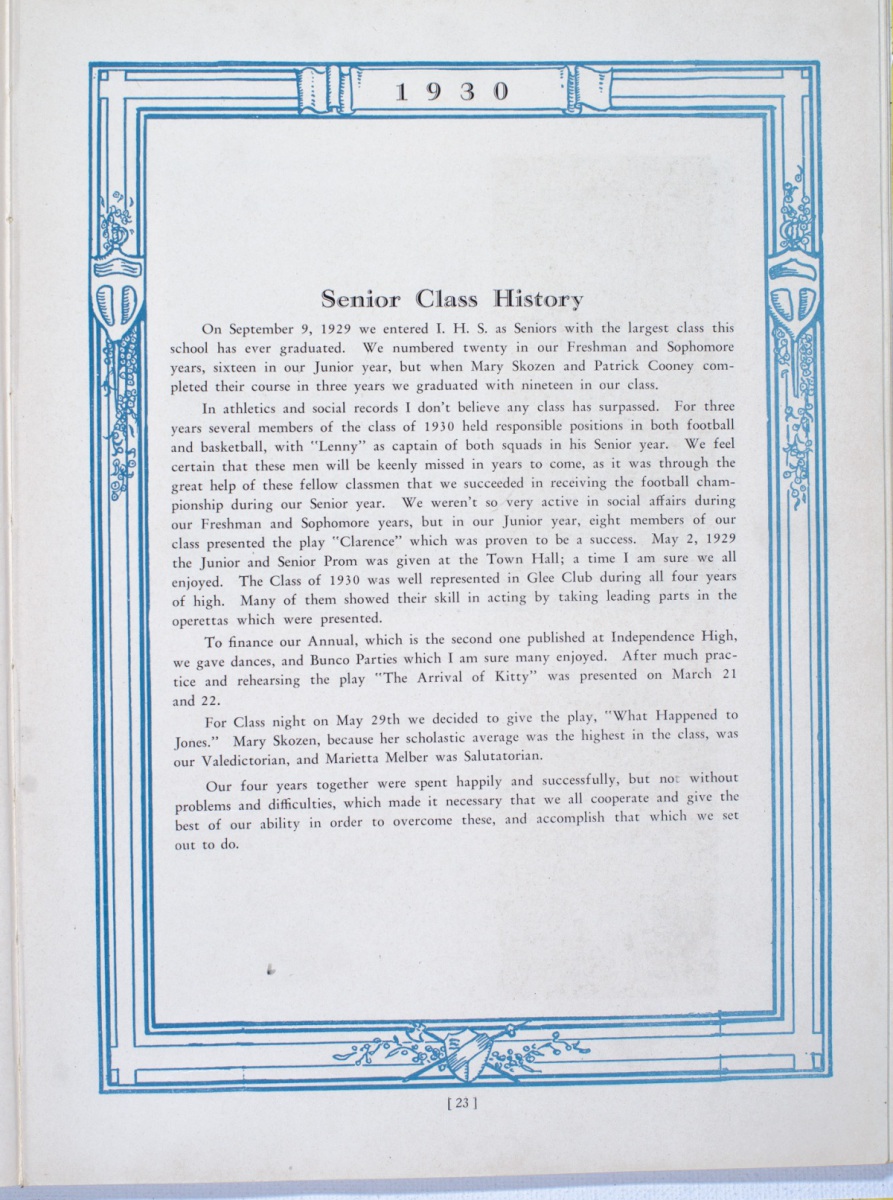 1930
Senior Class History
On September 9, 1929 we entered I. H. S. as Seniors with the largest class this
school has ever graduated. We numbered twenty in our Freshman and Sophomore
years, sixteen in our Junior year, but when Mary Skozen and Patrick Cooney com-
pleted their course in three years we graduated with nineteen in our class.
In athletics and social records I don't believe any class has surpassed. For three
years several members of the class of 1930 held responsible positions in both football
and basketball, with "Lenny" as captain of both squads in his Senior year. We feel
certain that these men will be keenly missed in years to come, as it was through the
great help of these fellow classmen that we succeeded in receiving the football cham-
pionship during our Senior year. We weren't so very active in social affairs during
our Freshman and Sophomore years, but in our Junior year, eight members of our
class presented the play "Clarence" which was proven to be a success. May 2, 1929
the Junior and Senior Prom was given at the Town Hall; a time I am sure we all
enjoyed. The Class of 1930 was well represented in Glee Club during all four years
of high. Many of them showed their skill in acting by taking leading parts in the
operettas which were presented.
To finance our Annual, which is the second one published at Independence High,
we gave dances, and Bunco Parties which I am sure many enjoyed. After much prac-
tice and rehearsing the play "The Arrival of Kitty" was presented on March 21
and 22.
For Class night on May 29th we decided to give the play, "What Happened to
Jones." Mary Skozen, because her scholastic average was the highest in the class, was
our Valedictorian, and Marietta Melber was Salutatorian.
Our four years together were spent happily and successfully, but not without
problems and difficulties, which made it necessary that we all cooperate and give the
best of our ability in order to overcome these, and accomplish that which we set
out to do.
[ 23 ]